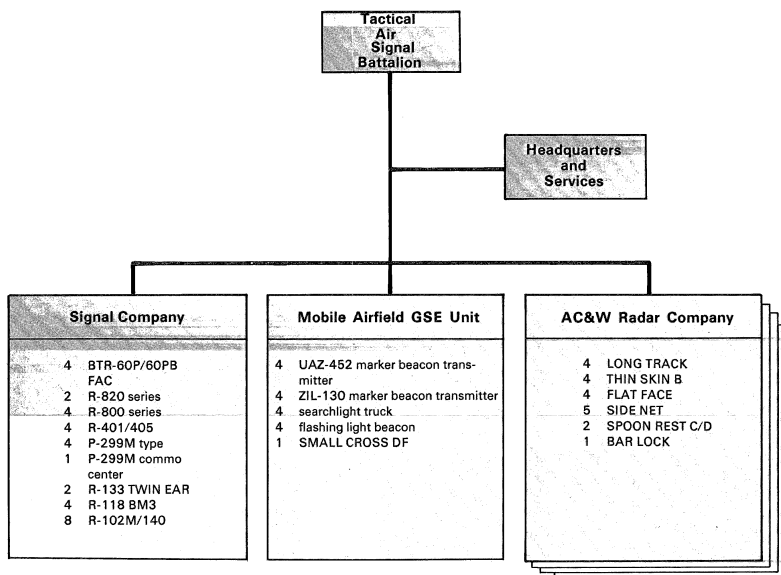 Tactical
Air
Signal
Battalion
Headquarters
and
Services
Signal Company
4 BTR-60P/60PB
FAC
2 R-820 series
4 R-800 series
4 R-401/405
4 P-299M type
1 P-299M commo
center
2 R-133 TWIN EAR
4 R-118 BM3
8 R-102M/140
Mobile Airfield GSE Unit
4 UAZ-452 marker beacon trans-
mitter
4 ZIL-130 marker beacon transmitter
4 searchlight truck
4 flashing light beacon
1 SMALL CROSS DF
AC&W Radar Company
4 LONG TRACK
4 THIN SKIN B
4 FLAT FACE
5 SIDE NET
2 SPOON REST C/D
1 BAR LOCK